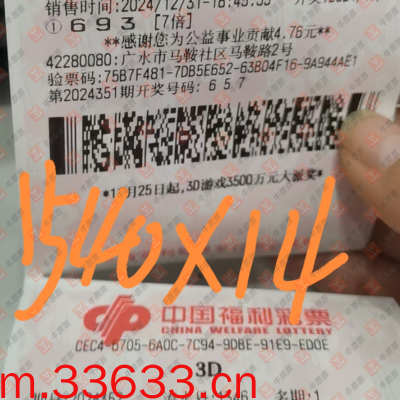 销售时间:2024/12/31-18:49:35
① 6 9 3 [7倍]
**感谢您为公益事业贡献4.76元**
42280080:广水市马鞍社区马鞍路2号
验票码:75B7F481-7DB5E652-63B04F16-9A944AE1
第2024351期开奖号码: 6 5 7
月25日起,3D游戏3500万元大派奖*
1540X14
中国福利彩票
CHINA WELFARE LOTTERY
CEC4-6705-6A0C-7C94-9DBE-91E9-ED0E
3D
m.33633.cn